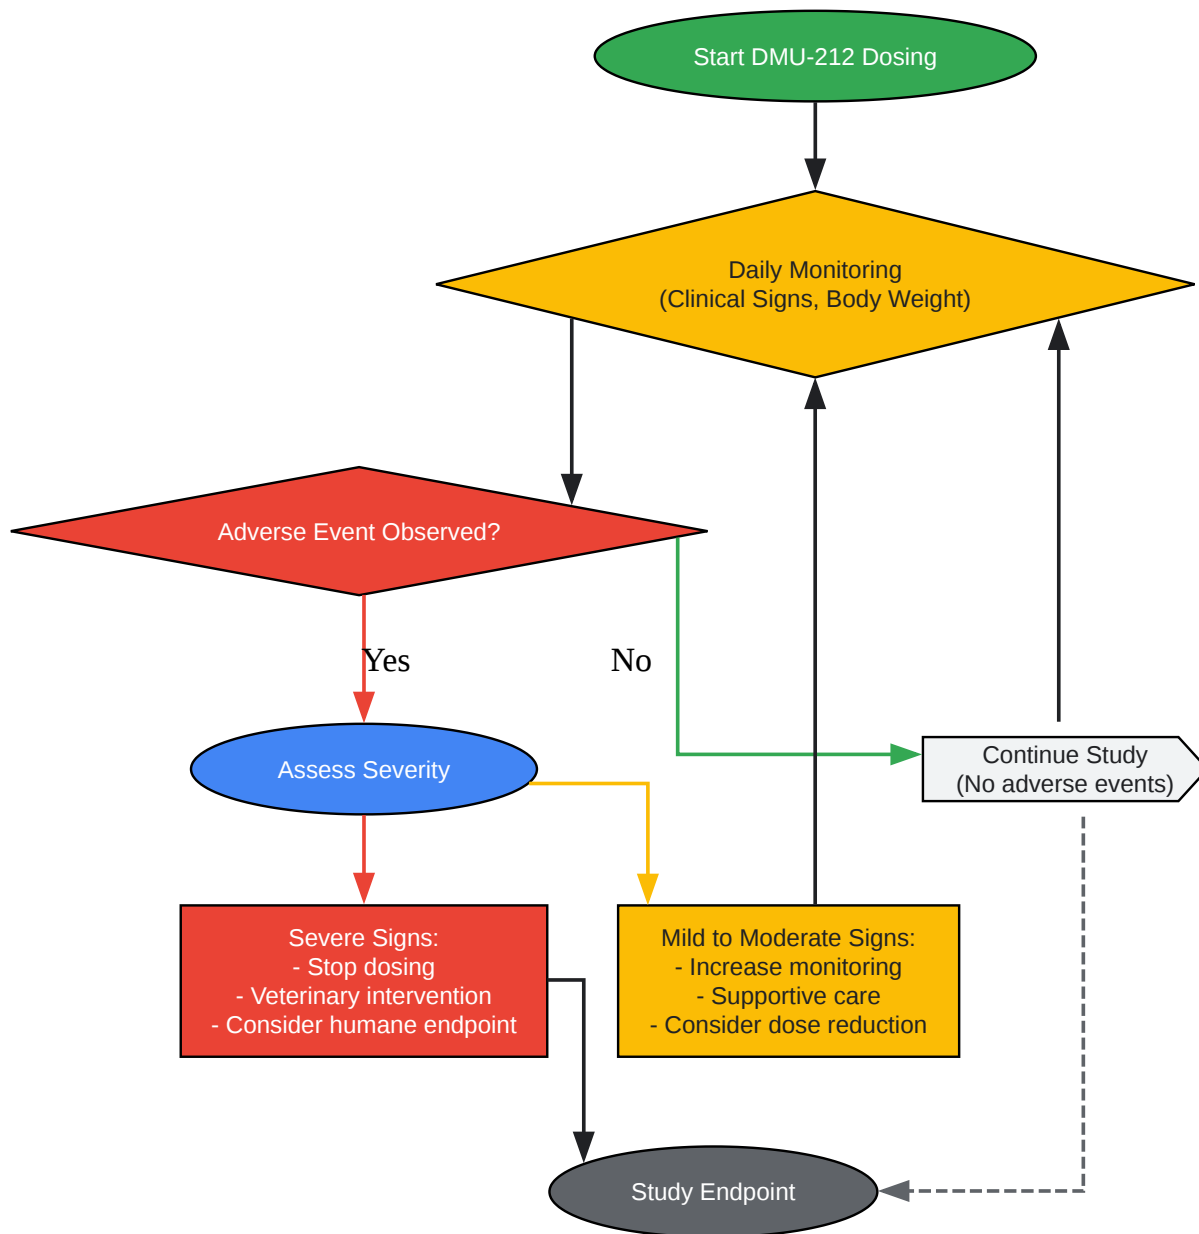 Start DMU-212 Dosing
Daily Monitoring
(Clinical Signs, Body Weight)
Adverse Event Observed?
Yes
No
Assess Severity
Continue Study
(No adverse events)
Severe Signs:
- Stop dosing
- Veterinary intervention
- Consider humane endpoint
Mild to Moderate Signs:
- Increase monitoring
- Supportive care
- Consider dose reduction
Study Endpoint